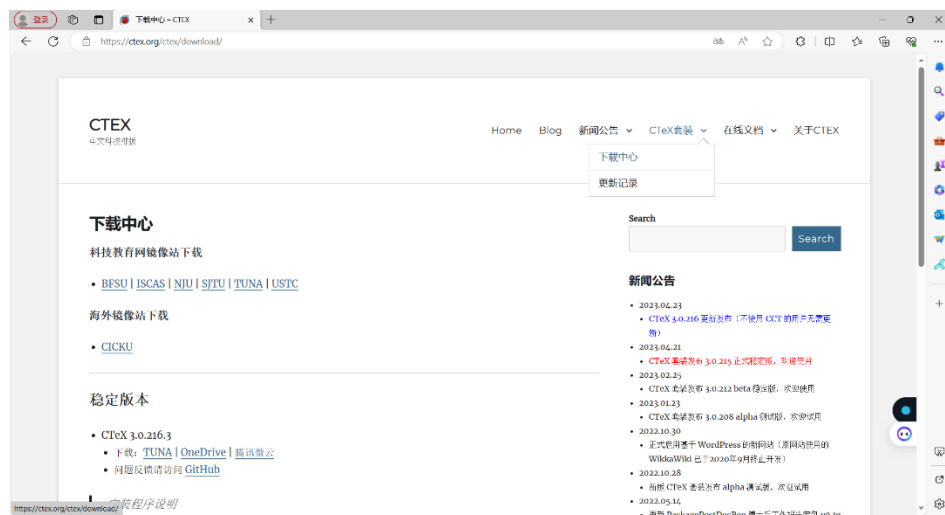 登录
下载中心 – CTEX
https://ctex.org/ctex/download/
CTEX
中文科技排版
Home Blog 新闻公告 CTeX套装 在线文档 关于CTEX
下载中心
更新记录
下载中心
科技教育网镜像站下载
BFSU | ISCAS | NJU | SJTU | TUNA | USTC
海外镜像站下载
CICKU
稳定版本
CTeX 3.0.216.3
下载: TUNA | OneDrive | 腾讯微云
问题反馈请访问 GitHub
安装程序说明
Search
Search
新闻公告
2023.04.23
CTeX 3.0.216 更新发布（不使用 CCT 的用户无需更
新）
2023.04.21
CTeX 套装发布 3.0.215 正式稳定版，欢迎使用
2023.02.25
CTeX 套装发布 3.0.212 beta 稳定版，欢迎使用
2023.01.23
CTeX 套装发布 3.0.208 alpha 测试版，欢迎试用
2022.10.30
正式启用基于 WordPress 的新网站（原网站使用的
WikkaWiki 已于2020年9月终止开发）
2022.10.28
新版 CTeX 套装发布 alpha 测试版，欢迎试用
2022.05.14
https://ctex.org/ctex/download/